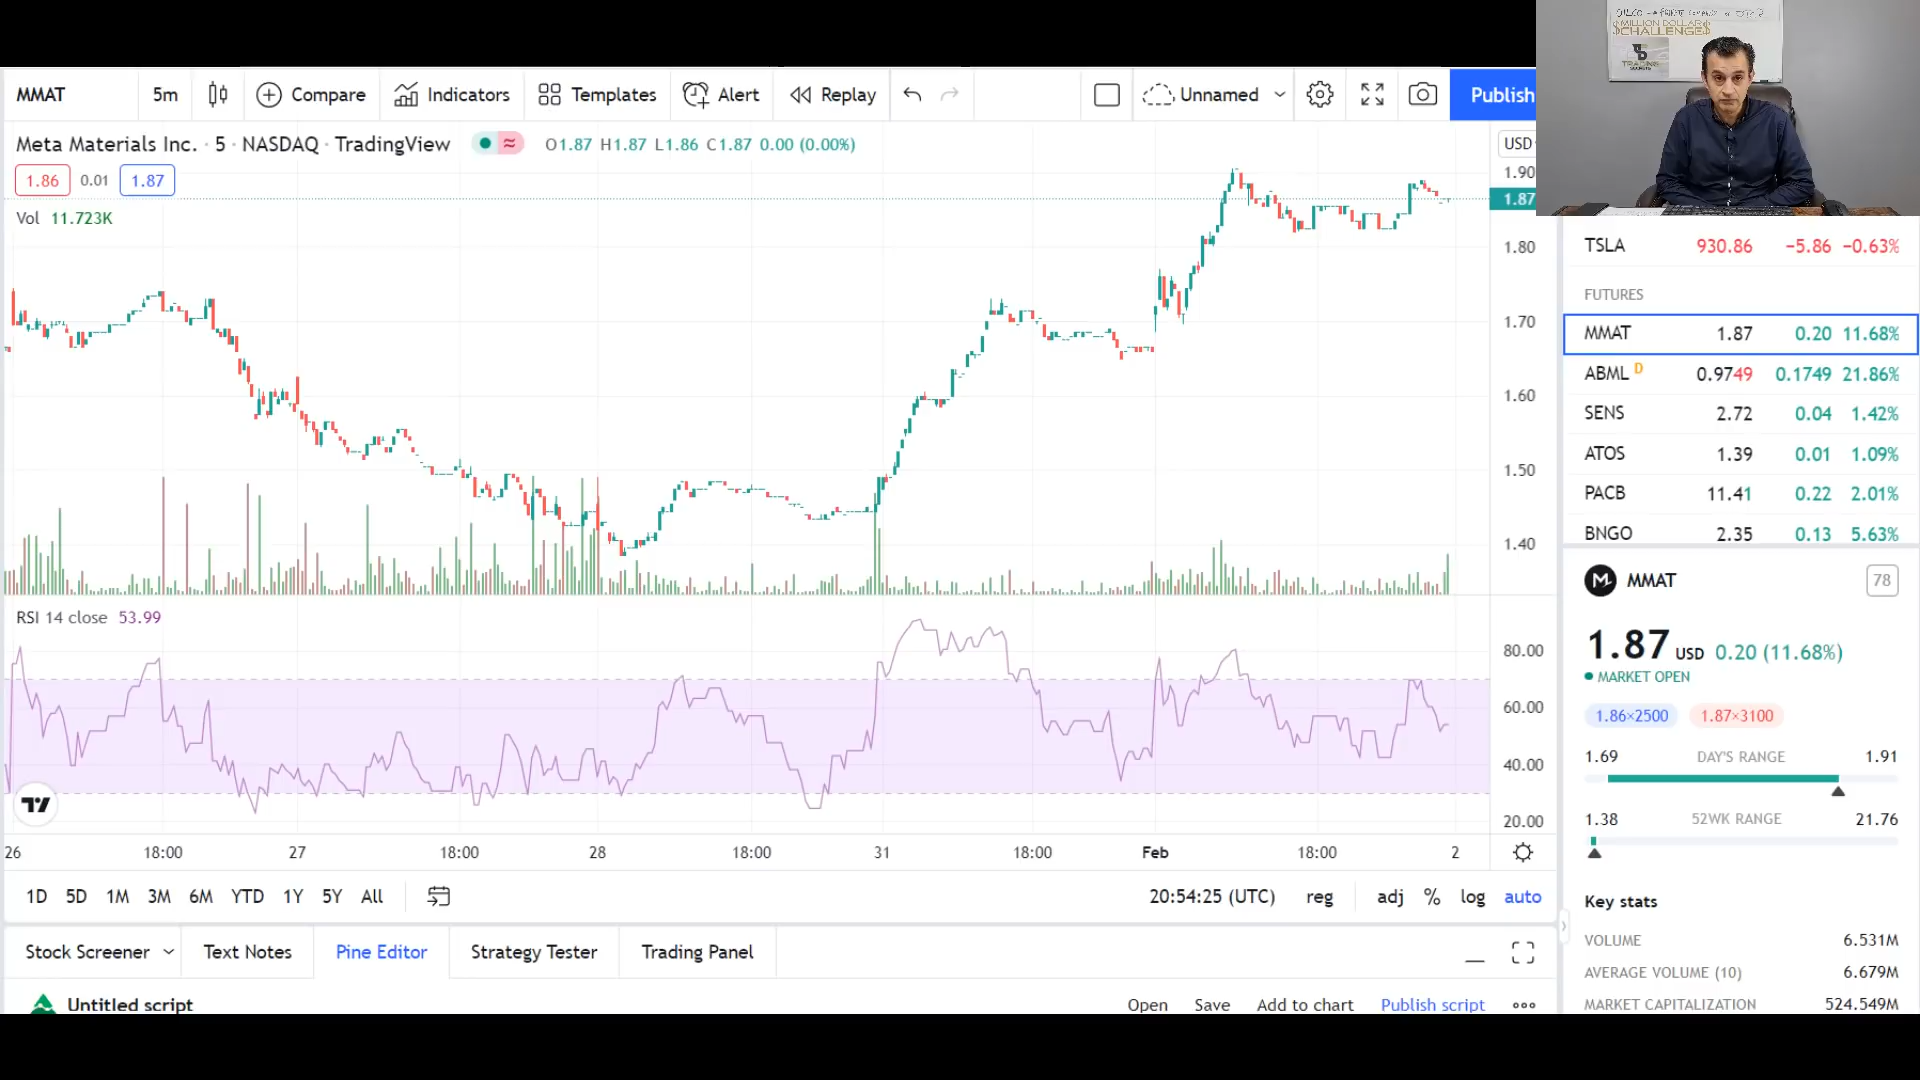 $MILLION DOLLAR$
CHALLENGE
TRADING
MMAT 5m Compare Indicators Templates Alert Replay Unnamed Publish
Meta Materials Inc. · 5 · NASDAQ · TradingView ≈ O1.87 H1.87 L1.86 C1.87 0.00 (0.00%) USD
1.86 0.01 1.87
Vol 11.723K
1.90
1.87
1.80
1.70
1.60
1.50
1.40
RSI 14 close 53.99
80.00
60.00
40.00
20.00
26 18:00 27 18:00 28 18:00 31 18:00 Feb 18:00 2
1D 5D 1M 3M 6M YTD 1Y 5Y All 20:54:25 (UTC) reg adj % log auto
Stock Screener Text Notes Pine Editor Strategy Tester Trading Panel
Untitled script Open Save Add to chart Publish script
TSLA 930.86 −5.86 −0.63%
FUTURES
MMAT 1.87 0.20 11.68%
ABML D 0.9749 0.1749 21.86%
SENS 2.72 0.04 1.42%
ATOS 1.39 0.01 1.09%
PACB 11.41 0.22 2.01%
BNGO 2.35 0.13 5.63%
MMAT 78
1.87 USD 0.20 (11.68%)
MARKET OPEN
1.86×2500 1.87×3100
1.69 DAY'S RANGE 1.91
1.38 52WK RANGE 21.76
Key stats
VOLUME 6.531M
AVERAGE VOLUME (10) 6.679M
MARKET CAPITALIZATION 524.549M